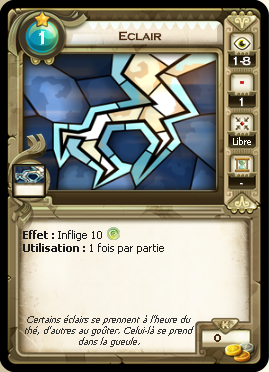 1
Eclair
1-8
1
Libre
-
Effet : Inflige 10
Utilisation : 1 fois par partie
Certains éclairs se prennent à l'heure du
thé, d'autres au goûter. Celui-là se prend
dans la gueule.
K
0